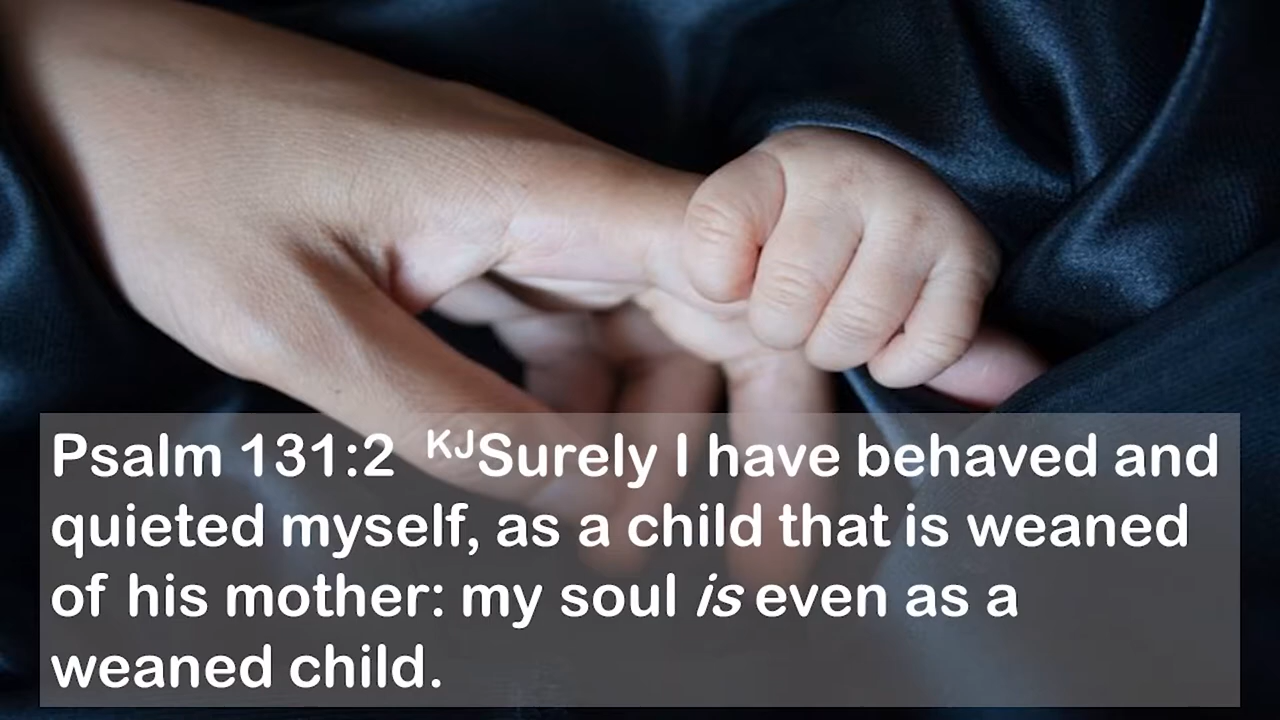 Psalm 131:2 KJSurely I have behaved and
quieted myself, as a child that is weaned
of his mother: my soul is even as a
weaned child.